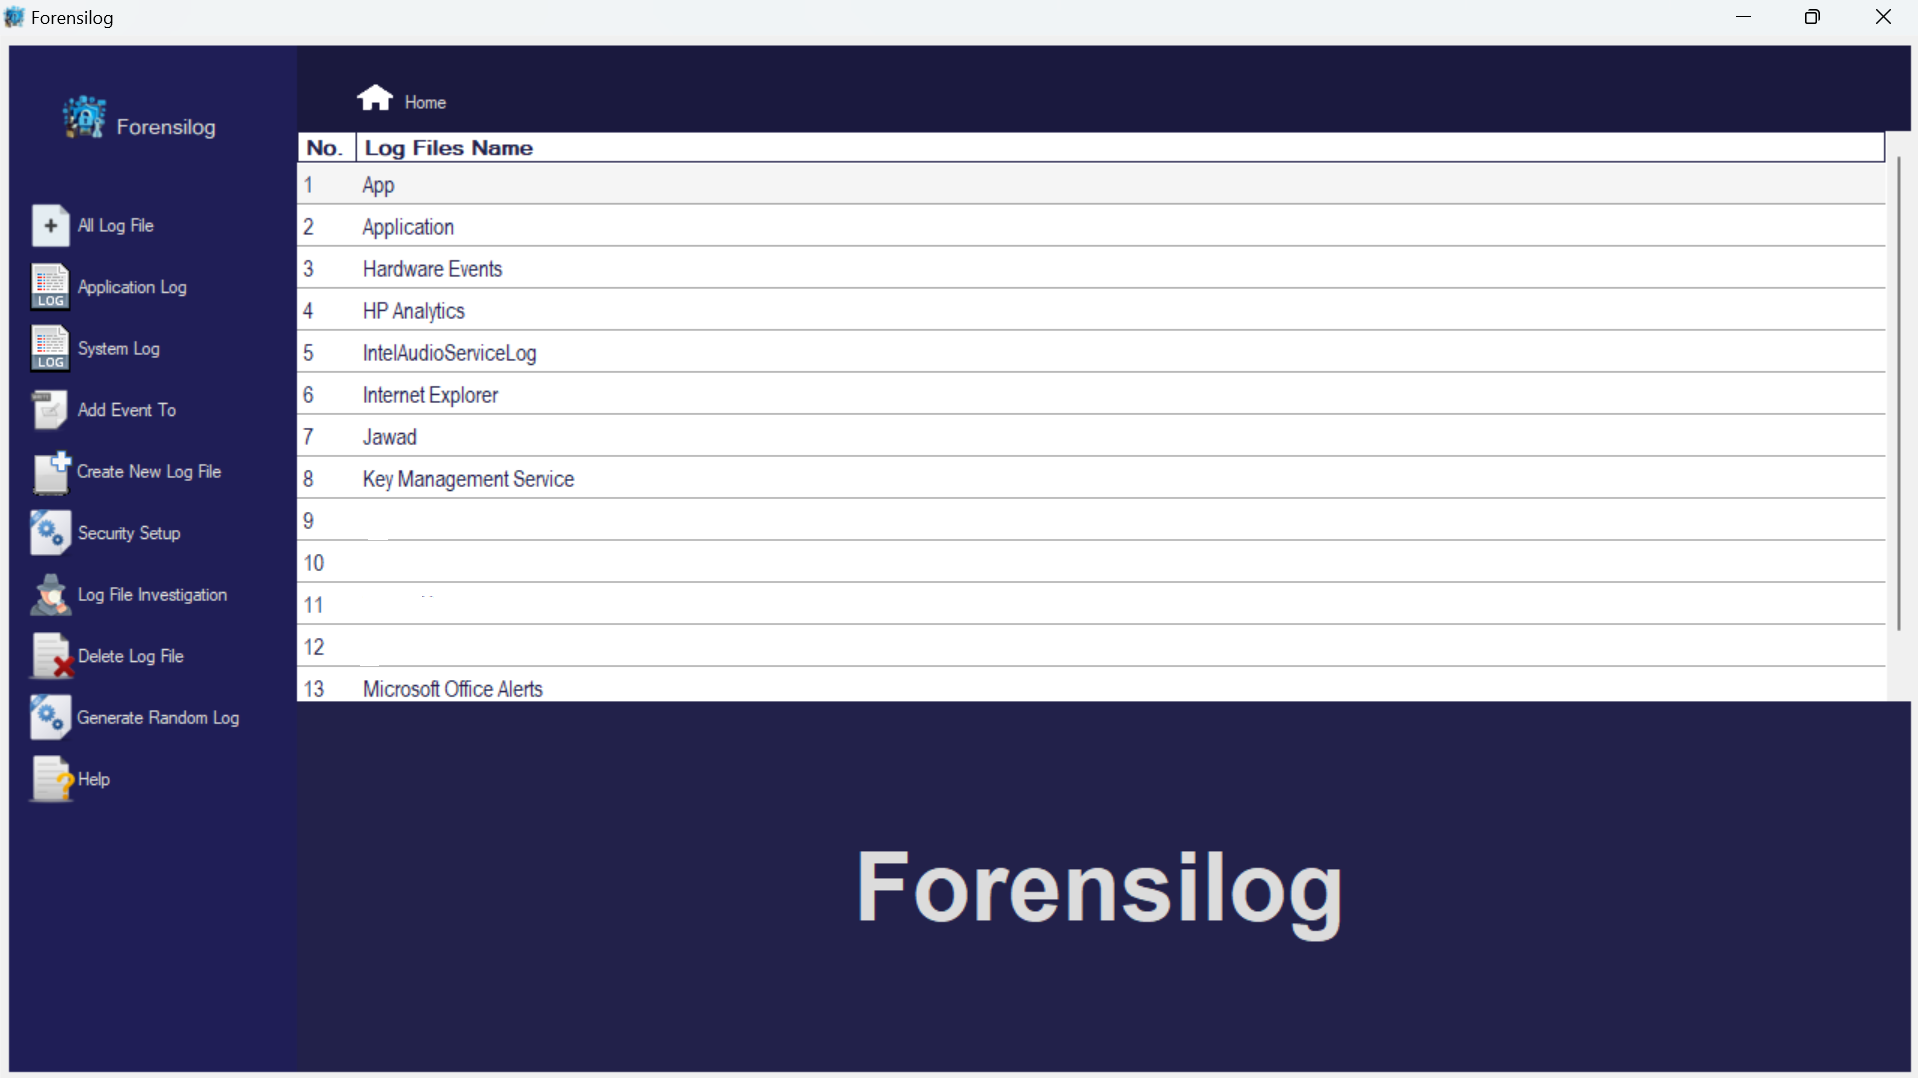 Forensilog
Forensilog
Home
No. Log Files Name
1 App
2 Application
3 Hardware Events
4 HP Analytics
5 IntelAudioServiceLog
6 Internet Explorer
7 Jawad
8 Key Management Service
9
10
11
12
13 Microsoft Office Alerts
All Log File
LOG Application Log
LOG System Log
Add Event To
Create New Log File
Security Setup
Log File Investigation
Delete Log File
Generate Random Log
Help
Forensilog